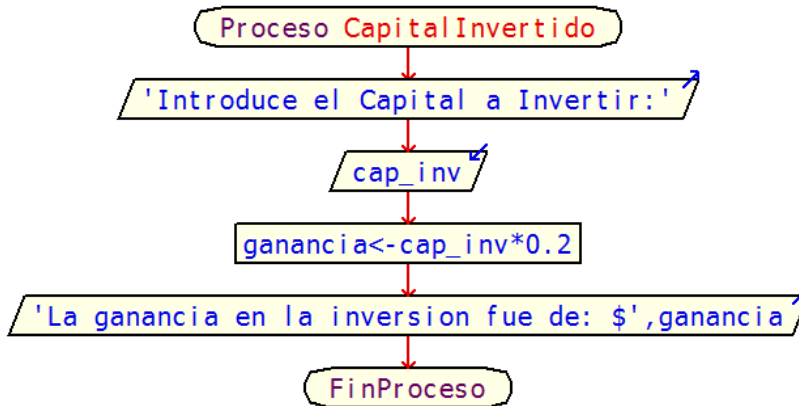 Proceso CapitalInvertido
'Introduce el Capital a Invertir:'
cap_inv
ganancia<-cap_inv*0.2
'La ganancia en la inversion fue de: $',ganancia
FinProceso